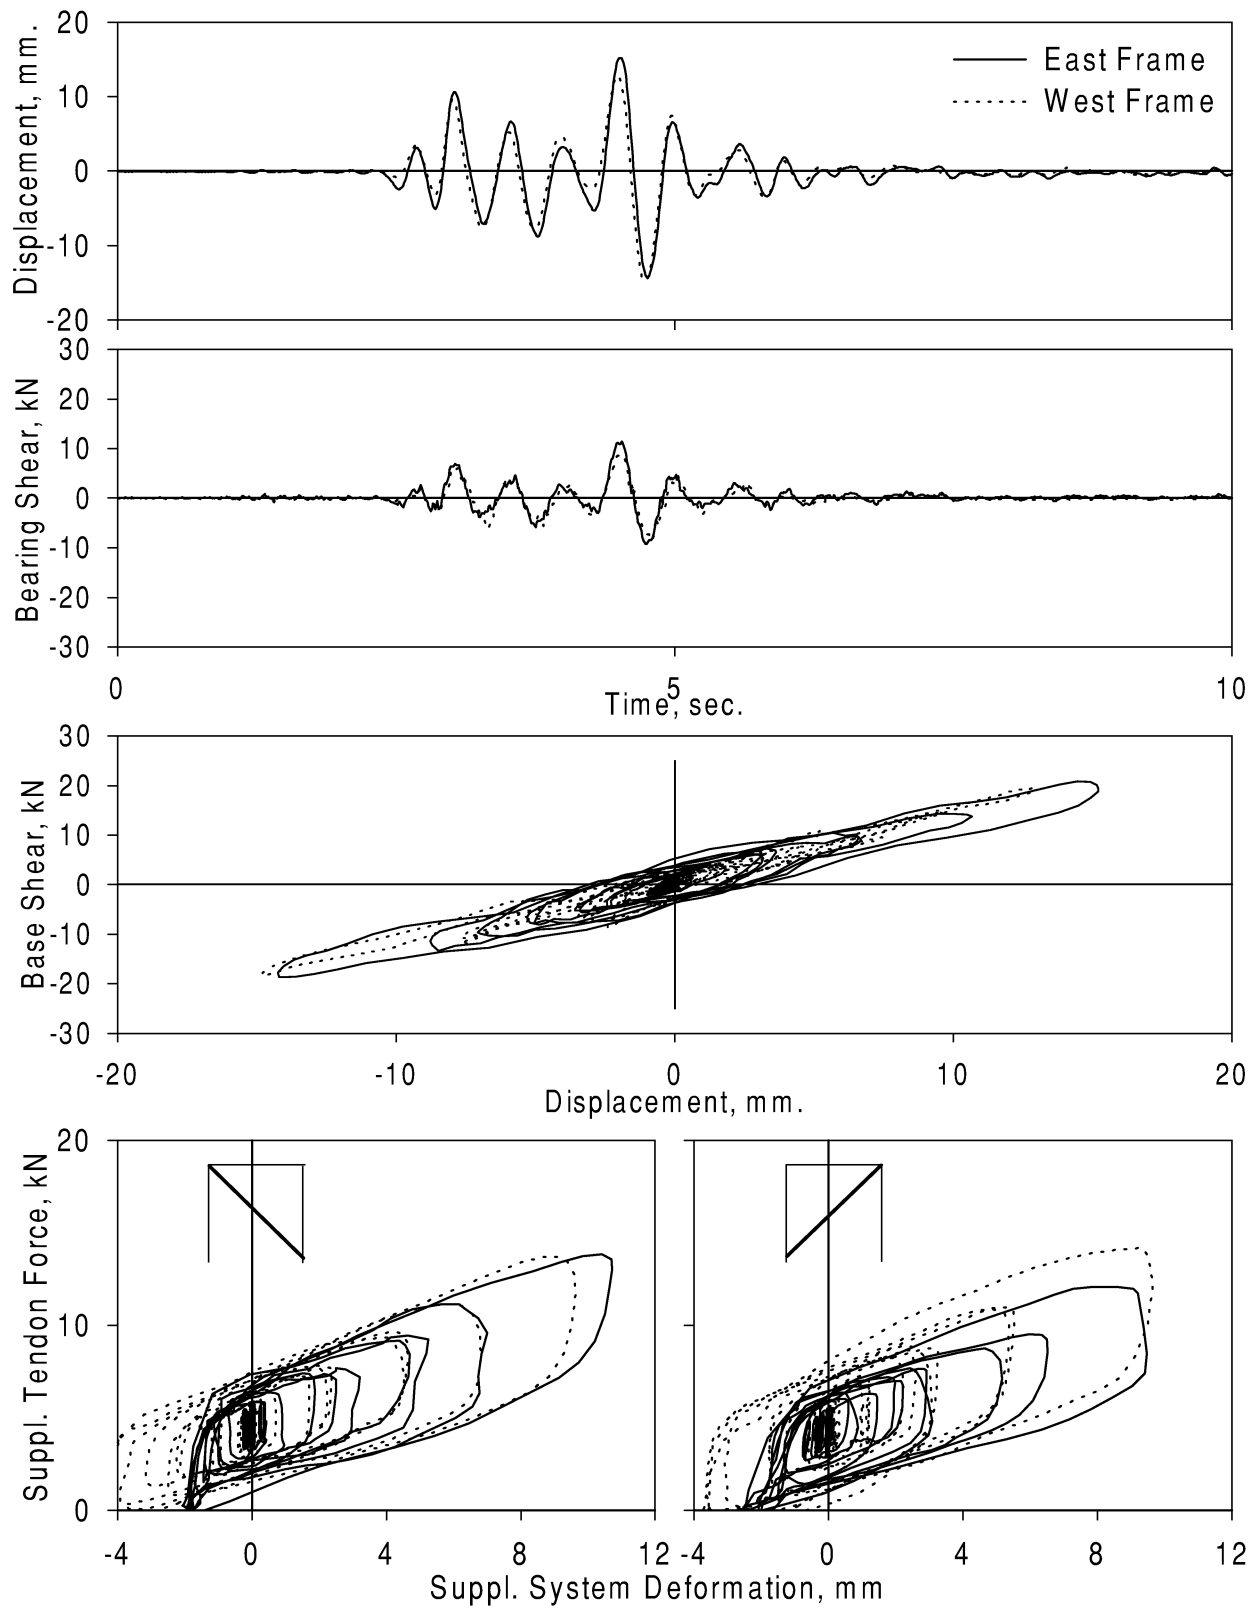 Displacement, mm.
20
10
0
-10
-20
East Frame
West Frame
Bearing Shear, kN
30
20
10
0
-10
-20
-30
0 5 10
Time, sec.
Base Shear, kN
30
20
10
0
-10
-20
-30
-20 -10 0 10 20
Displacement, mm.
Suppl. Tendon Force, kN
20
10
0
-4 0 4 8 12 -4 0 4 8 12
Suppl. System Deformation, mm